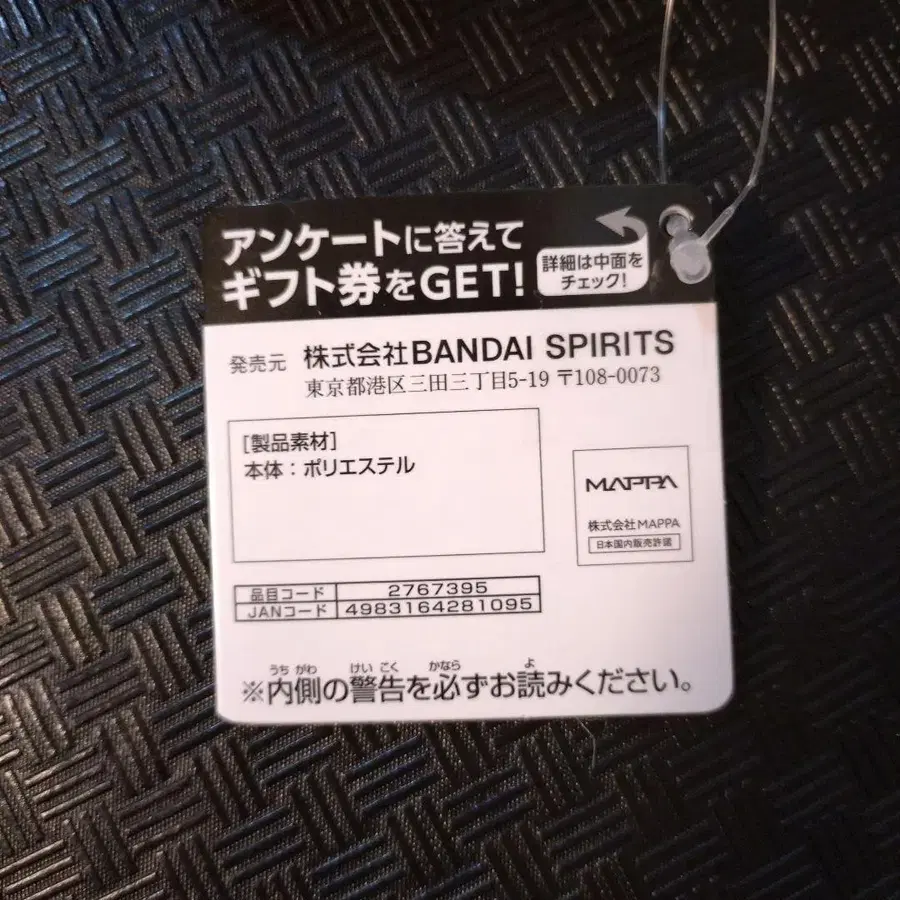 アンケートに答えて
ギフト券をGET!
詳細は中面を
チェック!
発売元 株式会社BANDAI SPIRITS
東京都港区三田三丁目5-19 〒108-0073
[製品素材]
本体：ポリエステル
MAPPA
株式会社MAPPA
日本国内販売許諾
品目コード 2767395
JANコード 4983164281095
うちがわ けいこく かなら よ
※内側の警告を必ずお読みください。